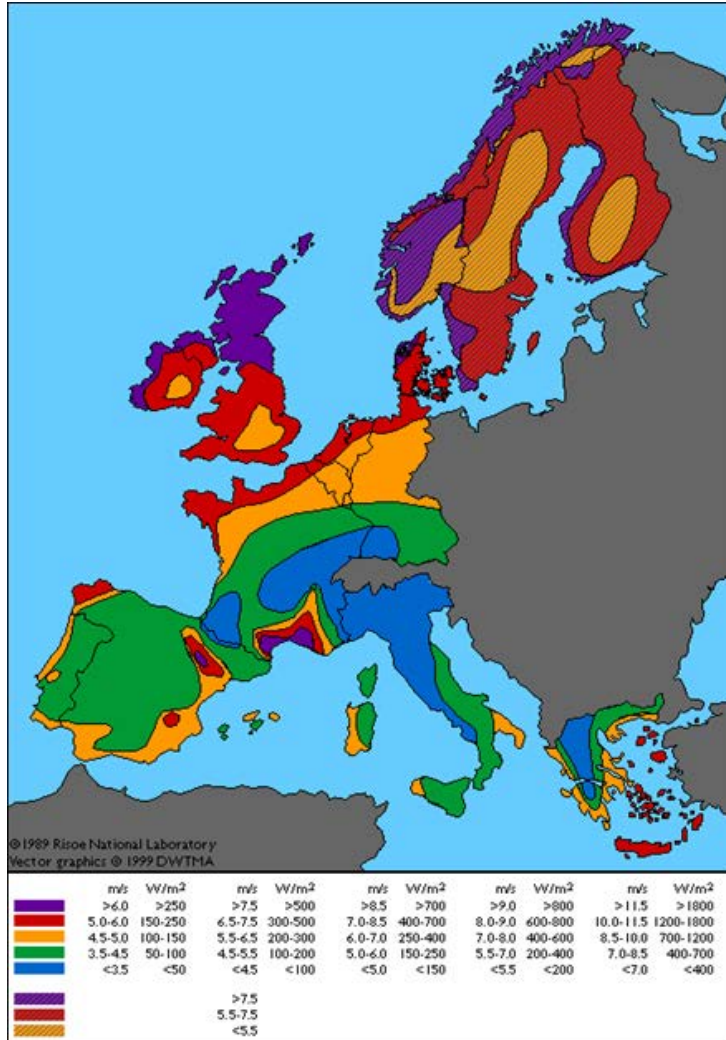 ©1989 Risoe National Laboratory
Vector graphics © 1999 DWTMA
m/s W/m² m/s W/m² m/s W/m² m/s W/m² m/s W/m²
>6.0 >250 >7.5 >500 >8.5 >700 >9.0 >800 >11.5 >1800
5.0-6.0 150-250 6.5-7.5 300-500 7.0-8.5 400-700 8.0-9.0 600-800 10.0-11.5 1200-1800
4.5-5.0 100-150 5.5-6.5 200-300 6.0-7.0 250-400 7.0-8.0 400-600 8.5-10.0 700-1200
3.5-4.5 50-100 4.5-5.5 100-200 5.0-6.0 150-250 5.5-7.0 200-400 7.0-8.5 400-700
<3.5 <50 <4.5 <100 <5.0 <150 <5.5 <200 <7.0 <400
>7.5
5.5-7.5
<5.5